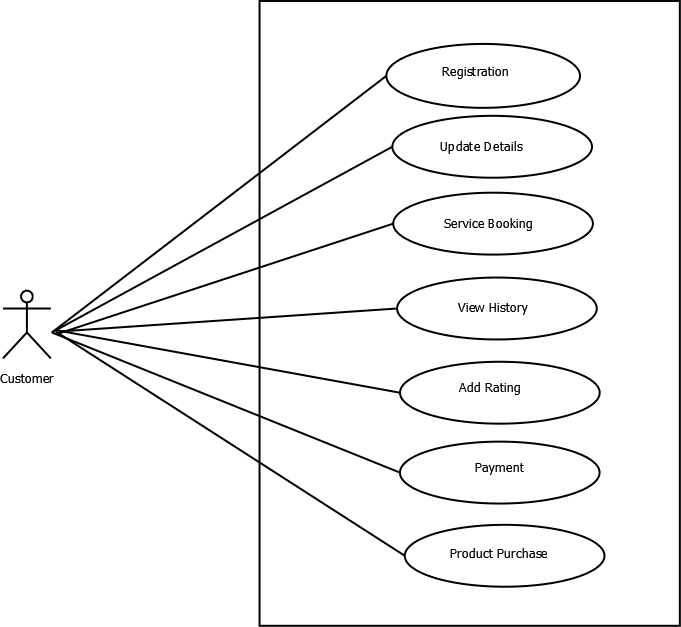 Registration
Update Details
Service Booking
View History
Customer
Add Rating
Payment
Product Purchase